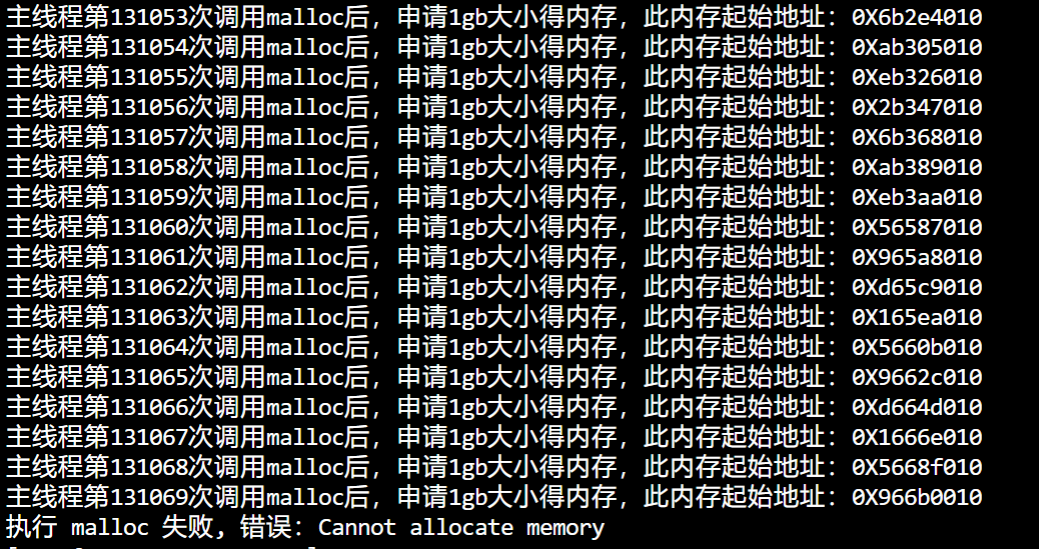 主线程第131053次调用malloc后，申请1gb大小得内存，此内存起始地址：0X6b2e4010
主线程第131054次调用malloc后，申请1gb大小得内存，此内存起始地址：0Xab305010
主线程第131055次调用malloc后，申请1gb大小得内存，此内存起始地址：0Xeb326010
主线程第131056次调用malloc后，申请1gb大小得内存，此内存起始地址：0X2b347010
主线程第131057次调用malloc后，申请1gb大小得内存，此内存起始地址：0X6b368010
主线程第131058次调用malloc后，申请1gb大小得内存，此内存起始地址：0Xab389010
主线程第131059次调用malloc后，申请1gb大小得内存，此内存起始地址：0Xeb3aa010
主线程第131060次调用malloc后，申请1gb大小得内存，此内存起始地址：0X56587010
主线程第131061次调用malloc后，申请1gb大小得内存，此内存起始地址：0X965a8010
主线程第131062次调用malloc后，申请1gb大小得内存，此内存起始地址：0Xd65c9010
主线程第131063次调用malloc后，申请1gb大小得内存，此内存起始地址：0X165ea010
主线程第131064次调用malloc后，申请1gb大小得内存，此内存起始地址：0X5660b010
主线程第131065次调用malloc后，申请1gb大小得内存，此内存起始地址：0X9662c010
主线程第131066次调用malloc后，申请1gb大小得内存，此内存起始地址：0Xd664d010
主线程第131067次调用malloc后，申请1gb大小得内存，此内存起始地址：0X1666e010
主线程第131068次调用malloc后，申请1gb大小得内存，此内存起始地址：0X5668f010
主线程第131069次调用malloc后，申请1gb大小得内存，此内存起始地址：0X966b0010
执行 malloc 失败，错误：Cannot allocate memory